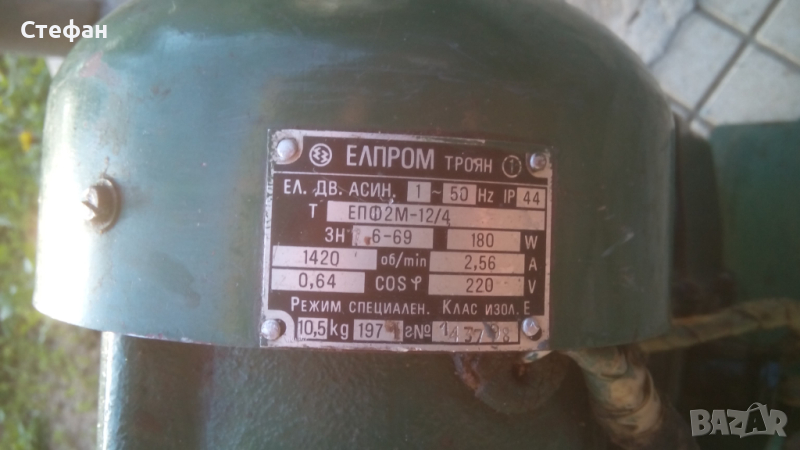 Стефан
ЕЛПРОМ ТРОЯН
ЕЛ. ДВ. АСИН. 1 ~ 50 Hz IP 44
Т ЕПФ2М-12/4
ЗН 6-69 180 W
1420 об/min 2,56 A
0,64 COS φ 220 V
РЕЖИМ СПЕЦИАЛЕН. КЛАС ИЗОЛ. Е
10,5 kg 197 г №
BAZAR